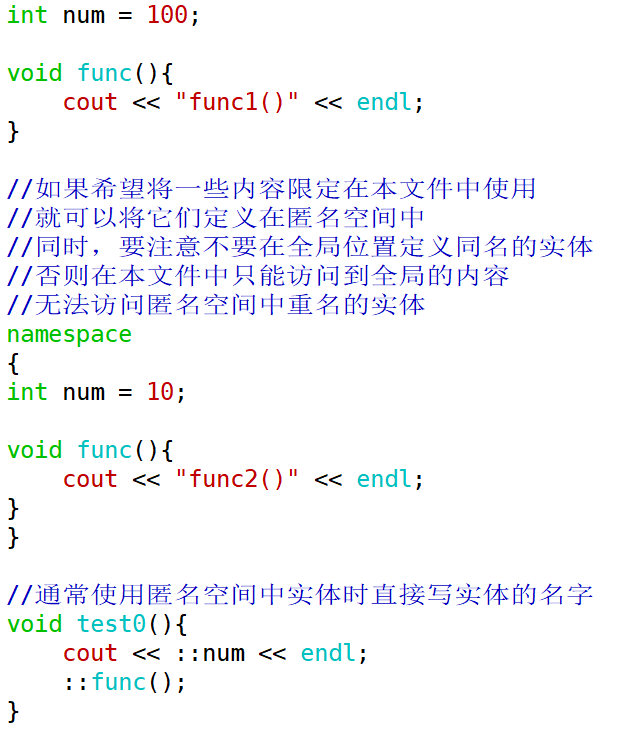 int num = 100;
void func(){
    cout << "func1()" << endl;
}
//如果希望将一些内容限定在本文件中使用
//就可以将它们定义在匿名空间中
//同时，要注意不要在全局位置定义同名的实体
//否则在本文件中只能访问到全局的内容
//无法访问匿名空间中重名的实体
namespace
{
int num = 10;
void func(){
    cout << "func2()" << endl;
}
}
//通常使用匿名空间中实体时直接写实体的名字
void test0(){
    cout << ::num << endl;
    ::func();
}